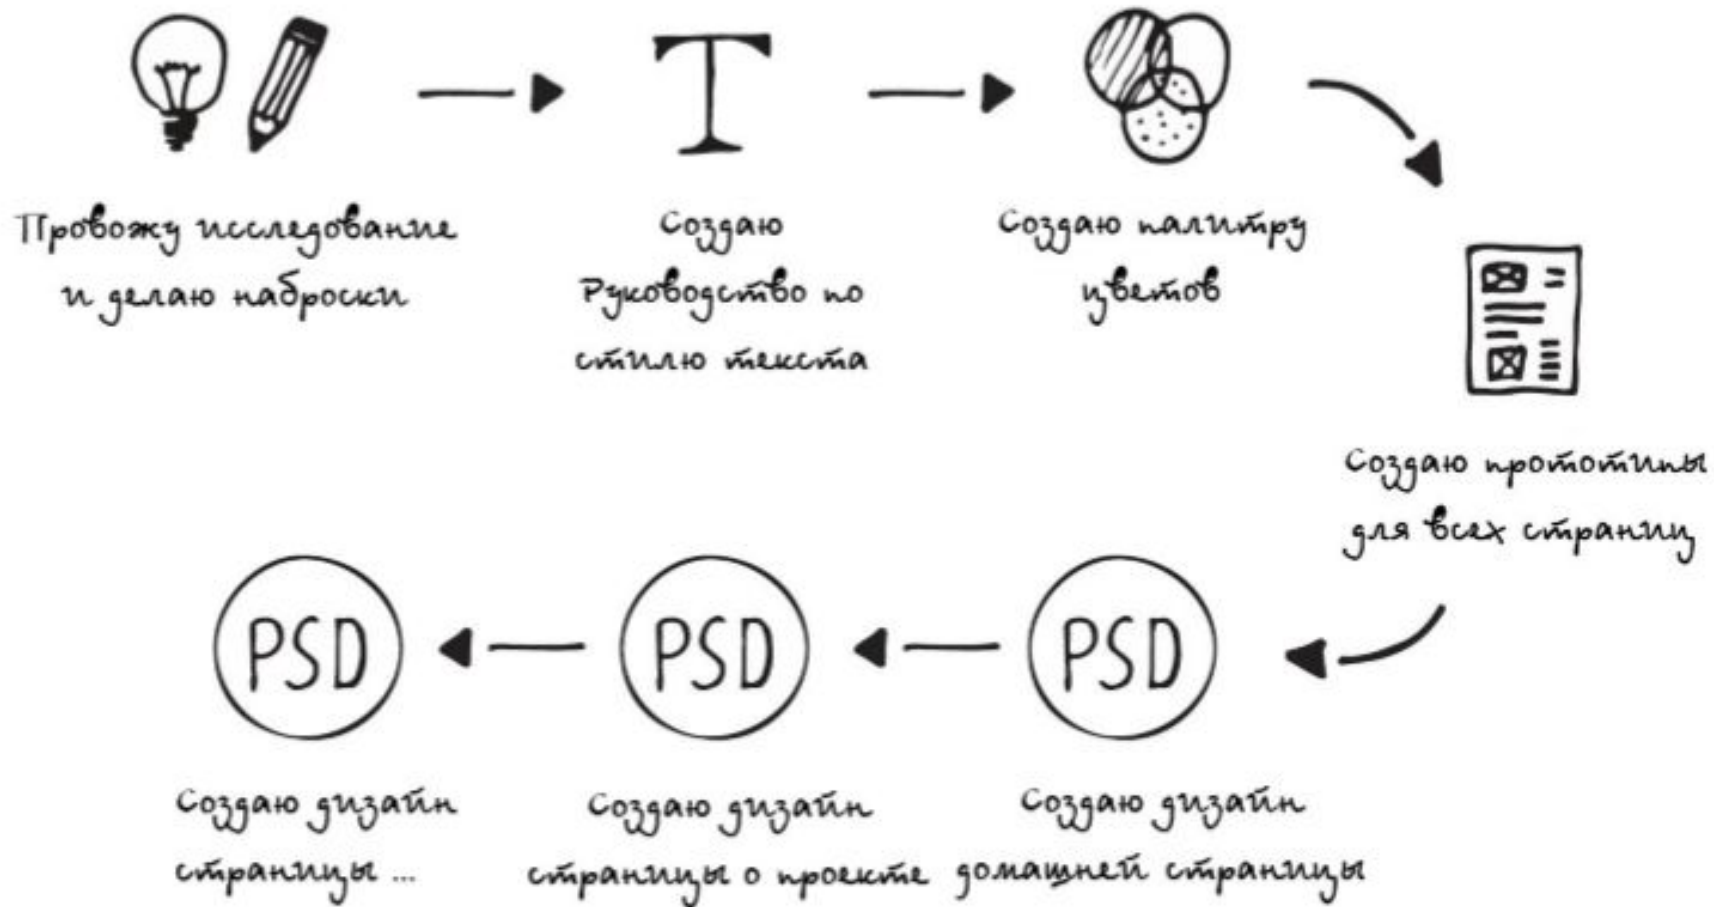 Провожу исследование
и делаю наброски
Создаю
Руководство по
стилю текста
Создаю палитру
цветов
Создаю прототипы
для всех страниц
PSD
Создаю дизайн
домашней страницы
PSD
Создаю дизайн
страницы о проекте
PSD
Создаю дизайн
страницы ...